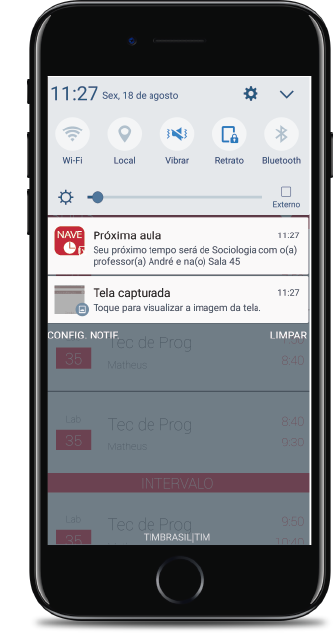 11:27 Sex, 18 de agosto
Wi-Fi Local Vibrar Retrato Bluetooth
Externo
NAVE Próxima aula 11:27
Seu próximo tempo será de Sociologia com o(a)
professor(a) André e na(o) Sala 45
Tela capturada 11:27
Toque para visualizar a imagem da tela.
CONFIG. NOTIF LIMPAR
Tec de Prog
35 Matheus 8:40
Lab Tec de Prog 8:40
35 Matheus 9:30
INTERVALO
Lab Tec de Prog 9:50
TIMBRASIL|TIM
35 10:40